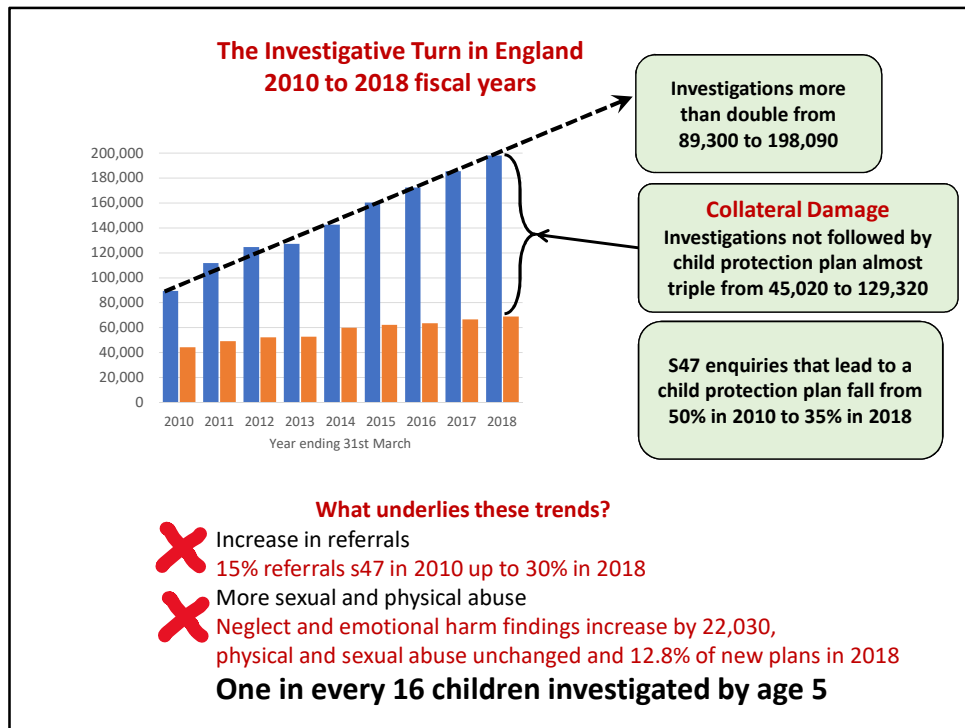 The Investigative Turn in England
2010 to 2018 fiscal years
Investigations more
than double from
89,300 to 198,090
200,000
180,000
160,000
140,000
120,000
100,000
80,000
60,000
40,000
20,000
0
2010 2011 2012 2013 2014 2015 2016 2017 2018
Year ending 31st March
Collateral Damage
Investigations not followed by
child protection plan almost
triple from 45,020 to 129,320
S47 enquiries that lead to a
child protection plan fall from
50% in 2010 to 35% in 2018
What underlies these trends?
Increase in referrals
15% referrals s47 in 2010 up to 30% in 2018
More sexual and physical abuse
Neglect and emotional harm findings increase by 22,030,
physical and sexual abuse unchanged and 12.8% of new plans in 2018
One in every 16 children investigated by age 5